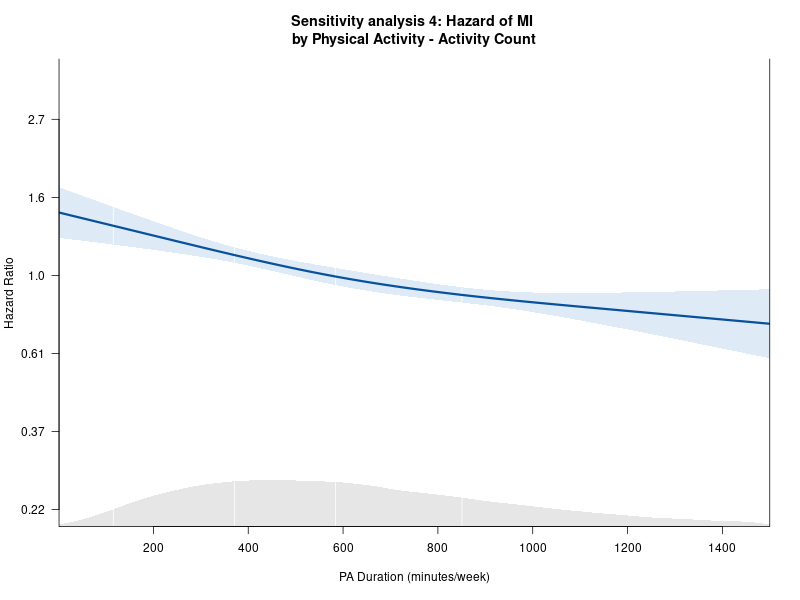 Sensitivity analysis 4: Hazard of MI
by Physical Activity - Activity Count
2.7
1.6
1.0
0.61
0.37
0.22
Hazard Ratio
200 400 600 800 1000 1200 1400
PA Duration (minutes/week)